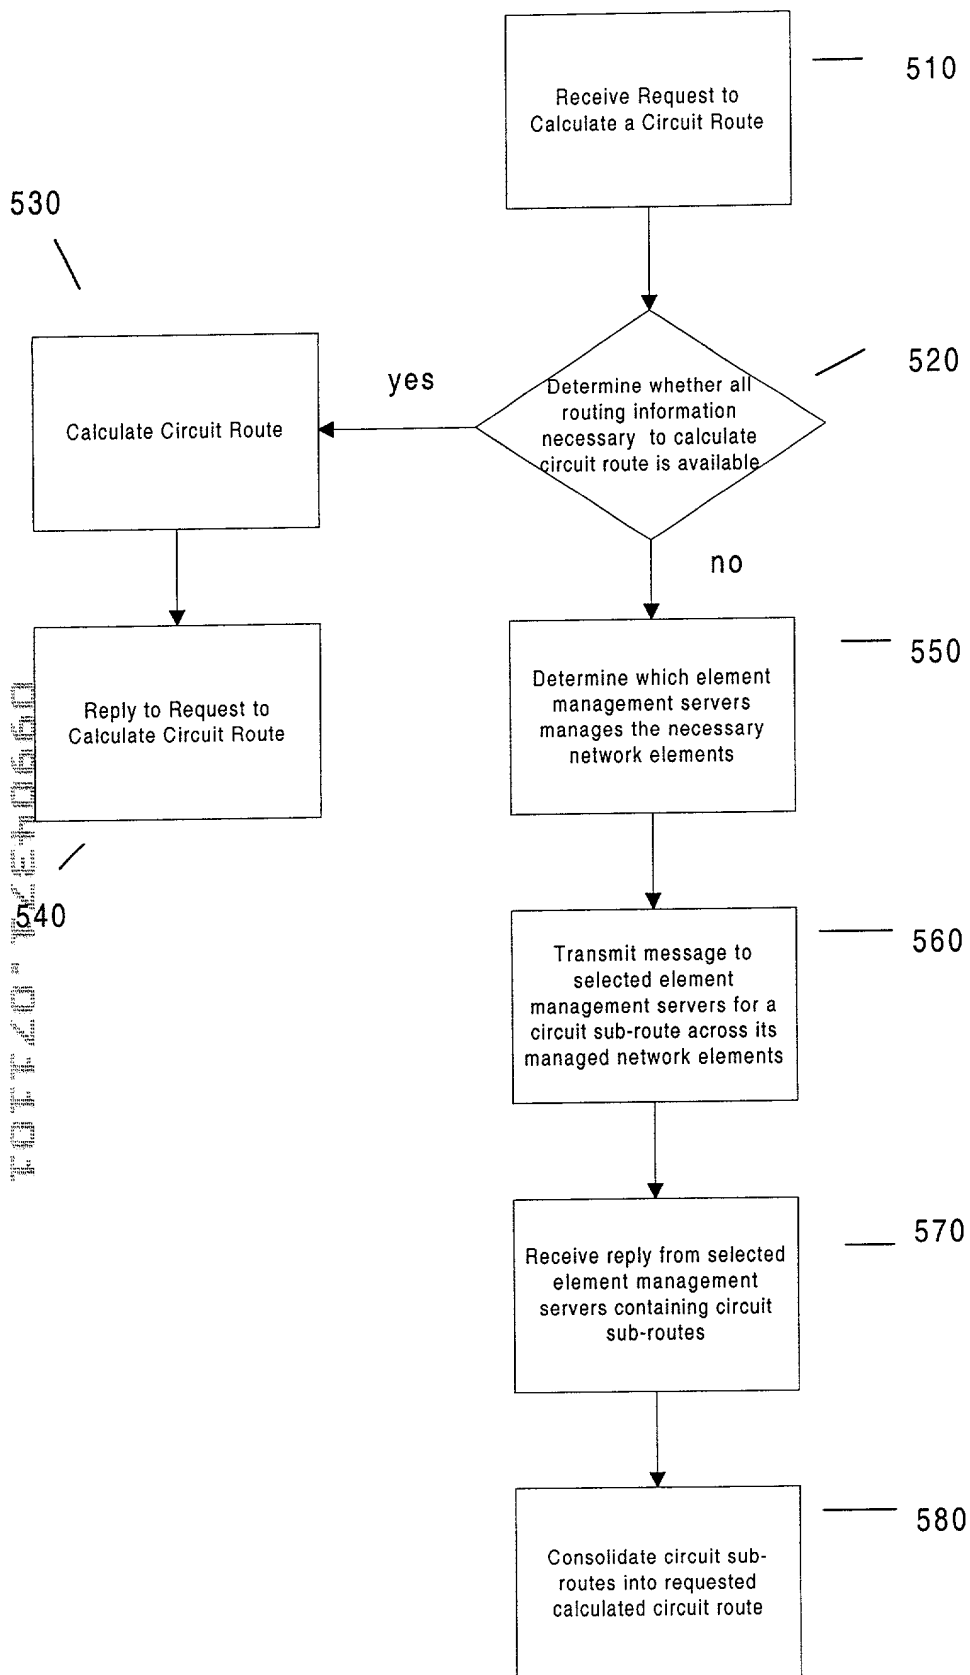 Receive Request to
Calculate a Circuit Route
510
530
Determine whether all
routing information
necessary to calculate
circuit route is available
520
yes
Calculate Circuit Route
no
Reply to Request to
Calculate Circuit Route
540
Determine which element
management servers
manages the necessary
network elements
550
Transmit message to
selected element
management servers for a
circuit sub-route across its
managed network elements
560
Receive reply from selected
element management
servers containing circuit
sub-routes
570
Consolidate circuit sub-
routes into requested
calculated circuit route
580